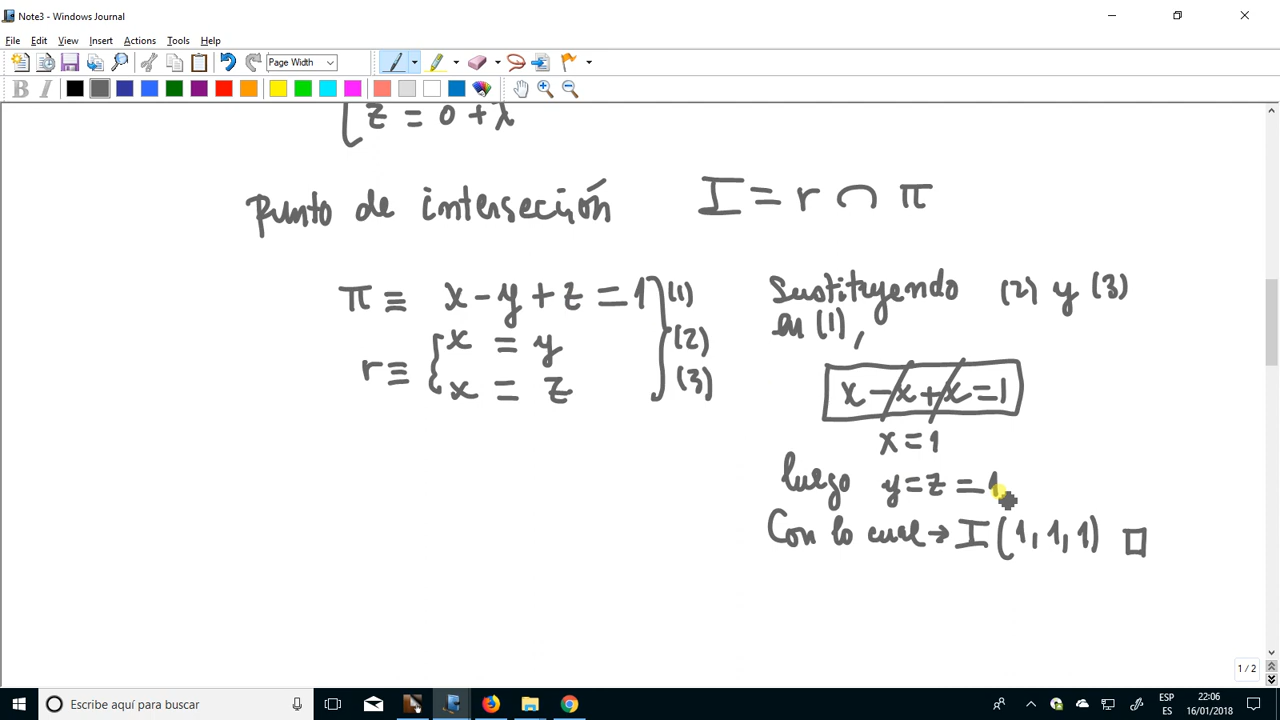 Note3 - Windows Journal
File Edit View Insert Actions Tools Help
Page Width
B I
z = 0 + λ
punto de interseción I = r ∩ π
π ≡ x - y + z = 1 (1)
r ≡ { x = y (2)
x = z (3)
Sustituyendo (2) y (3)
en (1),
x - x + x = 1
x = 1
luego y = z = 1
Con lo cual → I(1, 1, 1) □
1 / 2
Escribe aquí para buscar
ESP
ES
22:06
16/01/2018